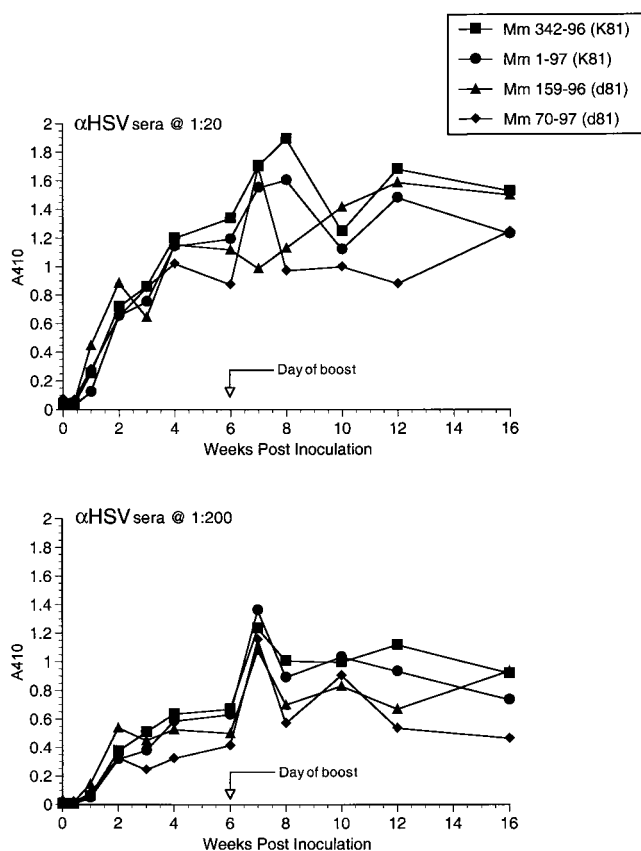 Mm 342-96 (K81)
Mm 1-97 (K81)
Mm 159-96 (d81)
Mm 70-97 (d81)
αHSV sera @ 1:20
2
1.8
1.6
1.4
1.2
1
0.8
0.6
0.4
0.2
0
A410
Day of boost
0 2 4 6 8 10 12 14 16
Weeks Post Inoculation
αHSV sera @ 1:200
2
1.8
1.6
1.4
1.2
1
0.8
0.6
0.4
0.2
0
A410
Day of boost
0 2 4 6 8 10 12 14 16
Weeks Post Inoculation